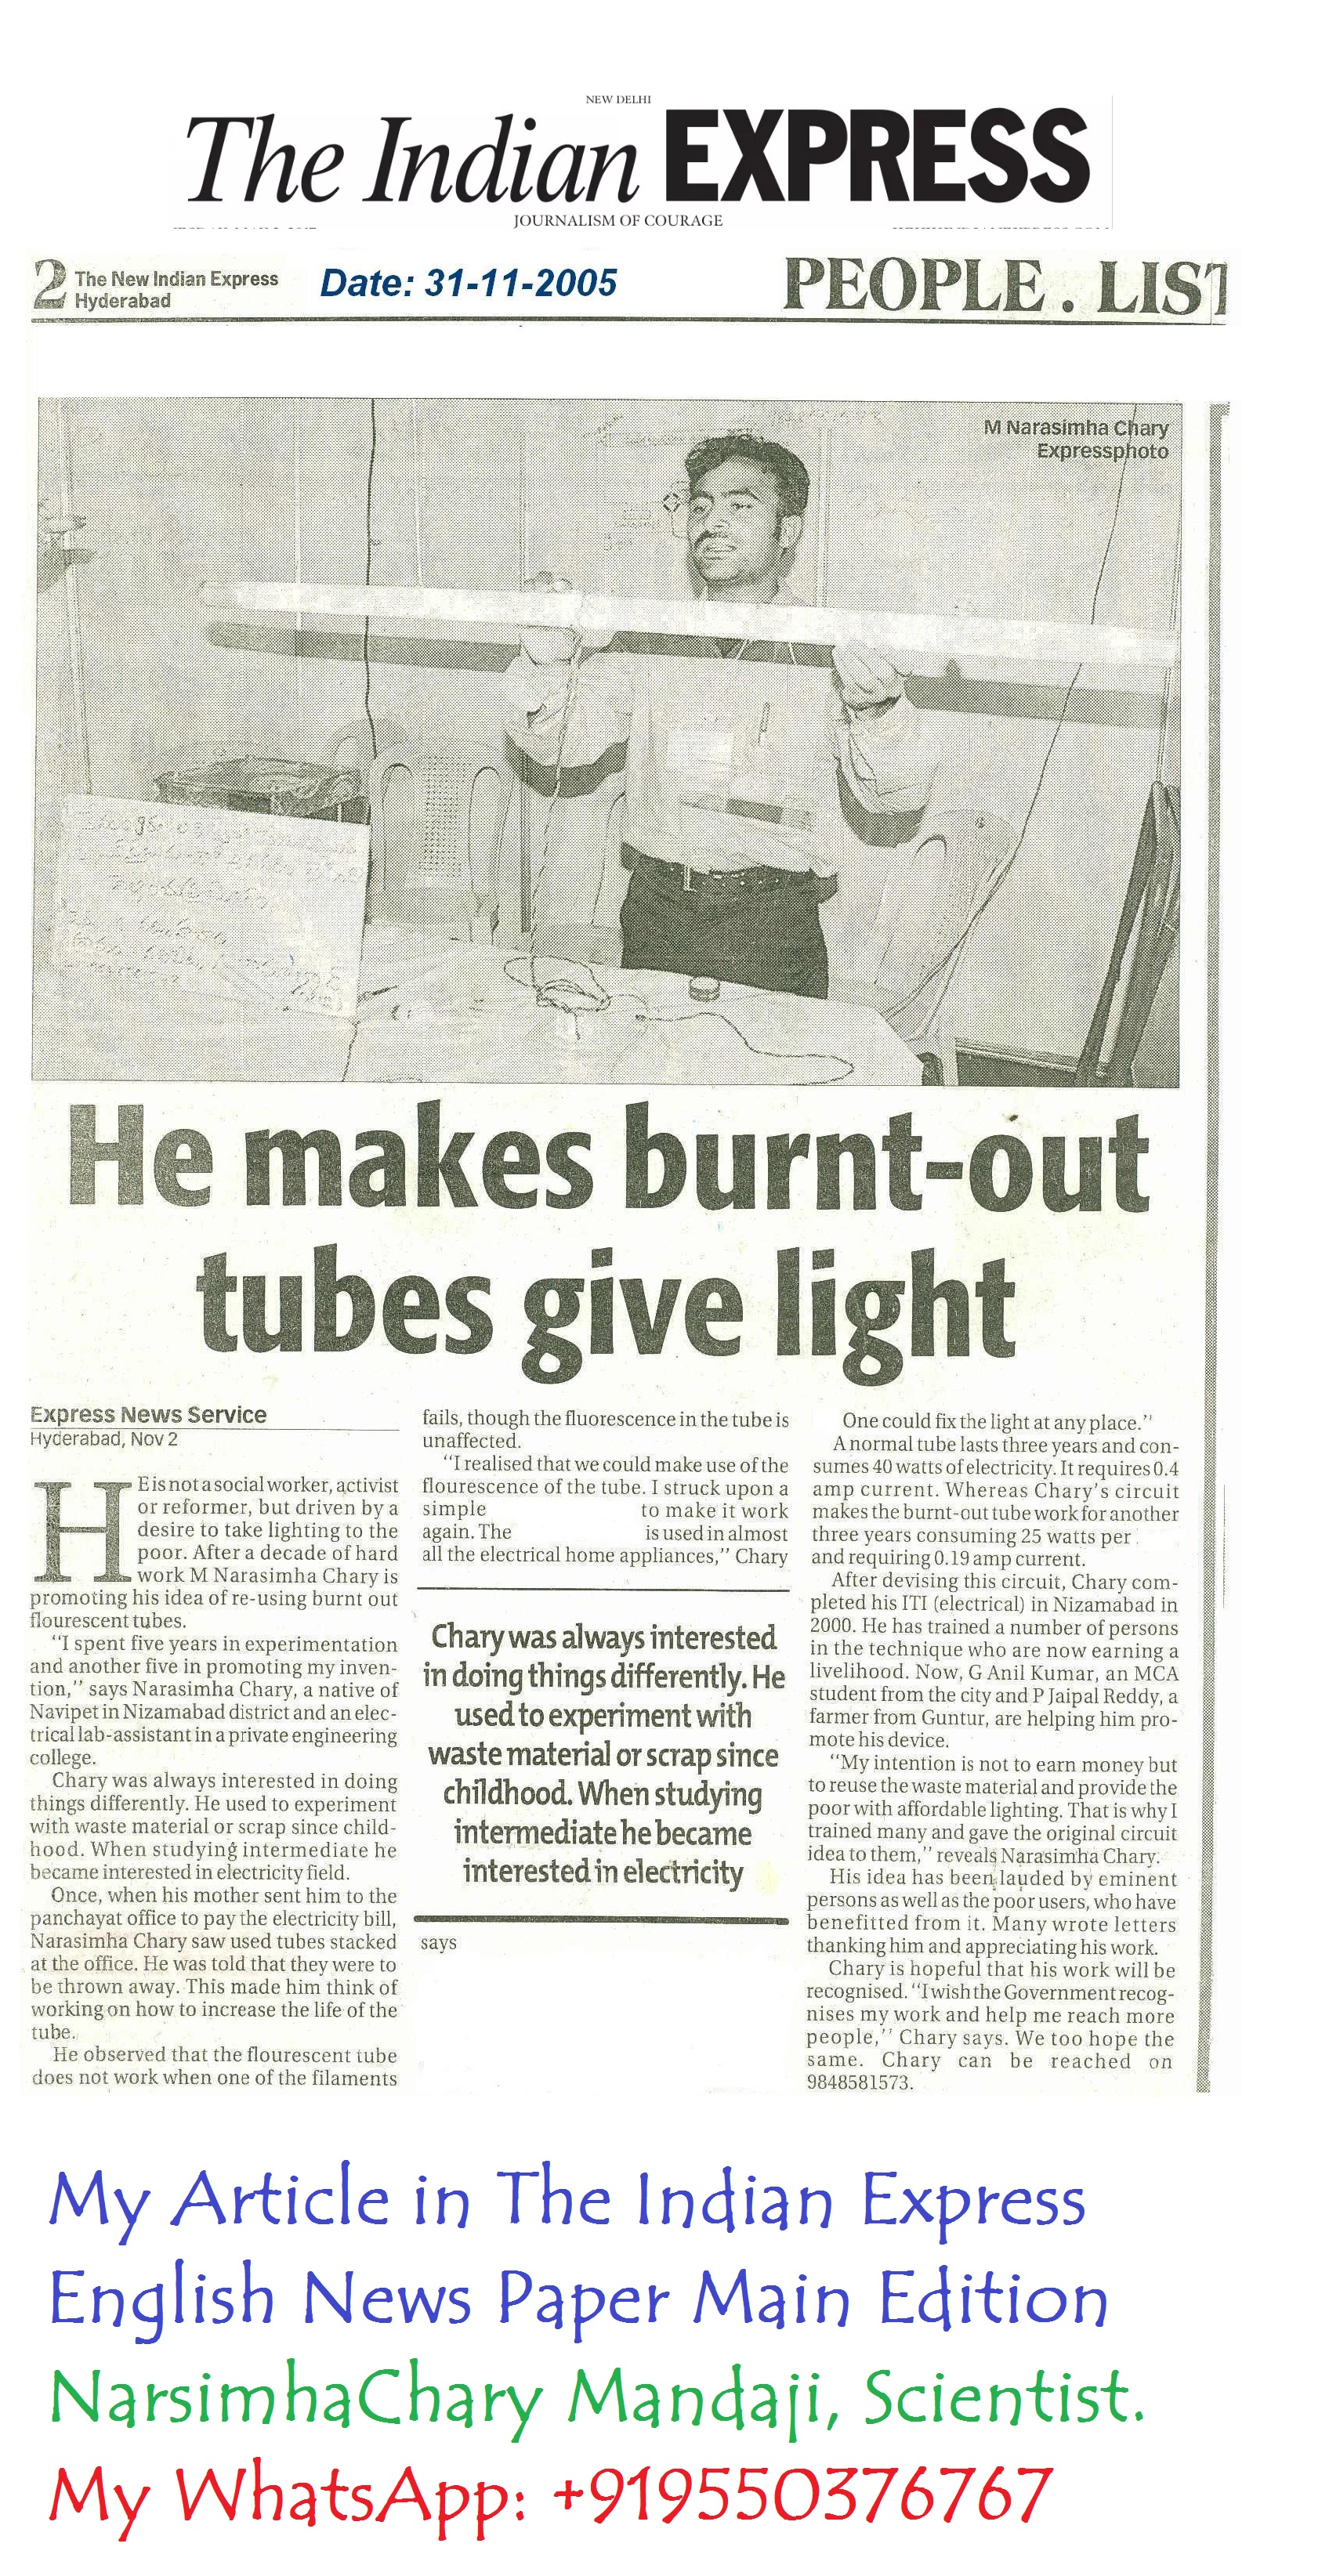 NEW DELHI
The Indian EXPRESS
JOURNALISM OF COURAGE
2 The New Indian Express
Hyderabad
Date: 31-11-2005
PEOPLE . LIST
M Narasimha Chary
Expressphoto
He makes burnt-out
tubes give light
Express News Service
Hyderabad, Nov 2
HE is not a social worker, activist
or reformer, but driven by a
desire to take lighting to the
poor. After a decade of hard
work M Narasimha Chary is
promoting his idea of re-using burnt out
flourescent tubes.
"I spent five years in experimentation
and another five in promoting my inven-
tion," says Narasimha Chary, a native of
Navipet in Nizamabad district and an elec-
trical lab-assistant in a private engineering
college.
Chary was always interested in doing
things differently. He used to experiment
with waste material or scrap since child-
hood. When studying intermediate he
became interested in electricity field.
Once, when his mother sent him to the
panchayat office to pay the electricity bill,
Narasimha Chary saw used tubes stacked
at the office. He was told that they were to
be thrown away. This made him think of
working on how to increase the life of the
tube.
He observed that the flourescent tube
does not work when one of the filaments
fails, though the fluorescence in the tube is
unaffected.
"I realised that we could make use of the
flourescence of the tube. I struck upon a
simple to make it work
again. The is used in almost
all the electrical home appliances," Chary
Chary was always interested
in doing things differently. He
used to experiment with
waste material or scrap since
childhood. When studying
intermediate he became
interested in electricity
says
One could fix the light at any place."
A normal tube lasts three years and con-
sumes 40 watts of electricity. It requires 0.4
amp current. Whereas Chary's circuit
makes the burnt-out tube work for another
three years consuming 25 watts per
and requiring 0.19 amp current.
After devising this circuit, Chary com-
pleted his ITI (electrical) in Nizamabad in
2000. He has trained a number of persons
in the technique who are now earning a
livelihood. Now, G Anil Kumar, an MCA
student from the city and P Jaipal Reddy, a
farmer from Guntur, are helping him pro-
mote his device.
"My intention is not to earn money but
to reuse the waste material and provide the
poor with affordable lighting. That is why I
trained many and gave the original circuit
idea to them," reveals Narasimha Chary.
His idea has been lauded by eminent
persons as well as the poor users, who have
benefitted from it. Many wrote letters
thanking him and appreciating his work.
Chary is hopeful that his work will be
recognised. "I wish the Government recog-
nises my work and help me reach more
people," Chary says. We too hope the
same. Chary can be reached on
9848581573.
My Article in The Indian Express
English News Paper Main Edition
NarsimhaChary Mandaji, Scientist.
My WhatsApp: +919550376767